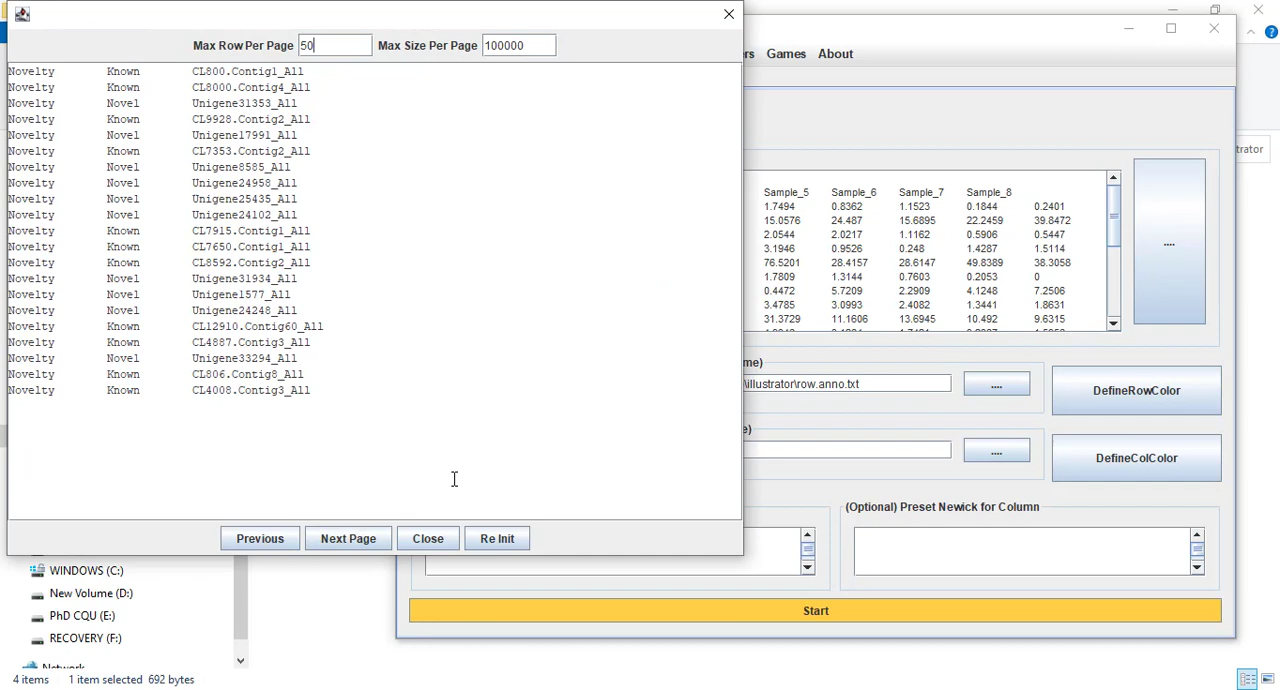 Max Row Per Page 50 Max Size Per Page 100000
Novelty Known CL800.Contig1_All
Novelty Known CL8000.Contig4_All
Novelty Novel Unigene31353_All
Novelty Known CL9928.Contig2_All
Novelty Novel Unigene17991_All
Novelty Known CL7353.Contig2_All
Novelty Novel Unigene8585_All
Novelty Novel Unigene24958_All
Novelty Novel Unigene25435_All
Novelty Novel Unigene24102_All
Novelty Known CL7915.Contig1_All
Novelty Known CL7650.Contig1_All
Novelty Known CL8592.Contig2_All
Novelty Novel Unigene31934_All
Novelty Novel Unigene1577_All
Novelty Novel Unigene24248_All
Novelty Known CL12910.Contig60_All
Novelty Known CL4887.Contig3_All
Novelty Novel Unigene33294_All
Novelty Known CL806.Contig8_All
Novelty Known CL4008.Contig3_All
Previous Next Page Close Re Init
rs Games About
trator
Sample_5 Sample_6 Sample_7 Sample_8
1.7494 0.8362 1.1523 0.1844 0.2401
15.0576 24.487 15.6895 22.2459 39.8472
2.0544 2.0217 1.1162 0.5906 0.5447
3.1946 0.9526 0.248 1.4287 1.5114
76.5201 28.4157 28.6147 49.8389 38.3058
1.7809 1.3144 0.7603 0.2053 0
0.4472 5.7209 2.2909 4.1248 7.2506
3.4785 3.0993 2.4082 1.3441 1.8631
31.3729 11.1606 13.6945 10.492 9.6315
....
me)
\illustrator\row.anno.txt
....
DefineRowColor
e)
....
DefineColColor
(Optional) Preset Newick for Column
Start
WINDOWS (C:)
New Volume (D:)
PhD CQU (E:)
RECOVERY (F:)
Network
4 items 1 item selected 692 bytes